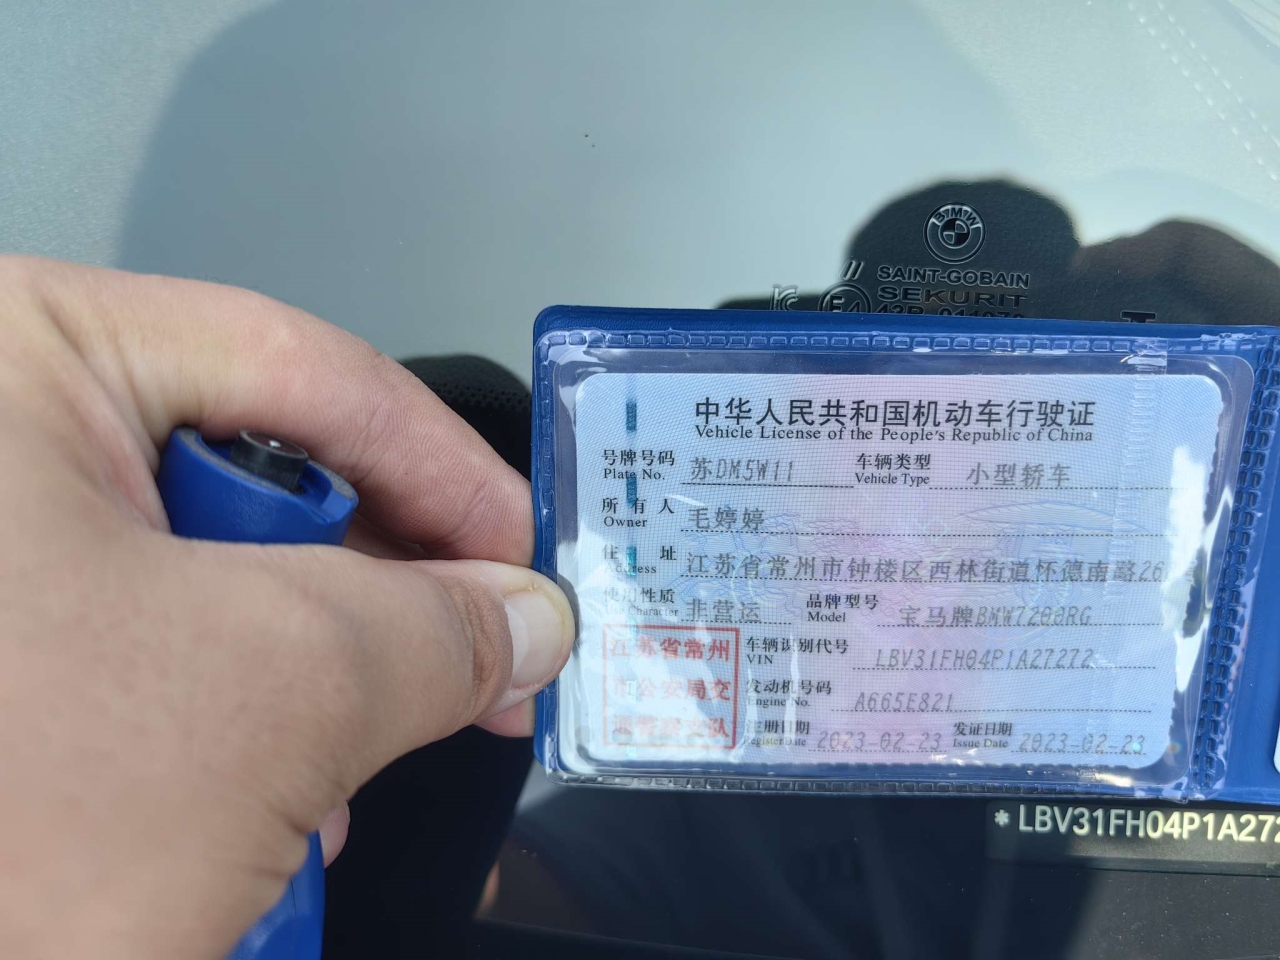 BMW
SAINT-GOBAIN
SEKURIT
中华人民共和国机动车行驶证
Vehicle License of the People's Republic of China
号牌号码 苏DM5W11 车辆类型 小型轿车
Plate No. Vehicle Type
所有人 毛婷婷
Owner
住址 江苏省常州市钟楼区西林街道怀德南路26
Address
使用性质 非营运 品牌型号 宝马牌BMW7200RG
Use Character Model
江苏省常州
市公安局交
通警察支队
车辆识别代号 LBV31FH04P1A27272
VIN
发动机号码 A665E821
Engine No.
注册日期 2023-02-23 发证日期 2023-02-23
Register Date Issue Date
* LBV31FH04P1A272